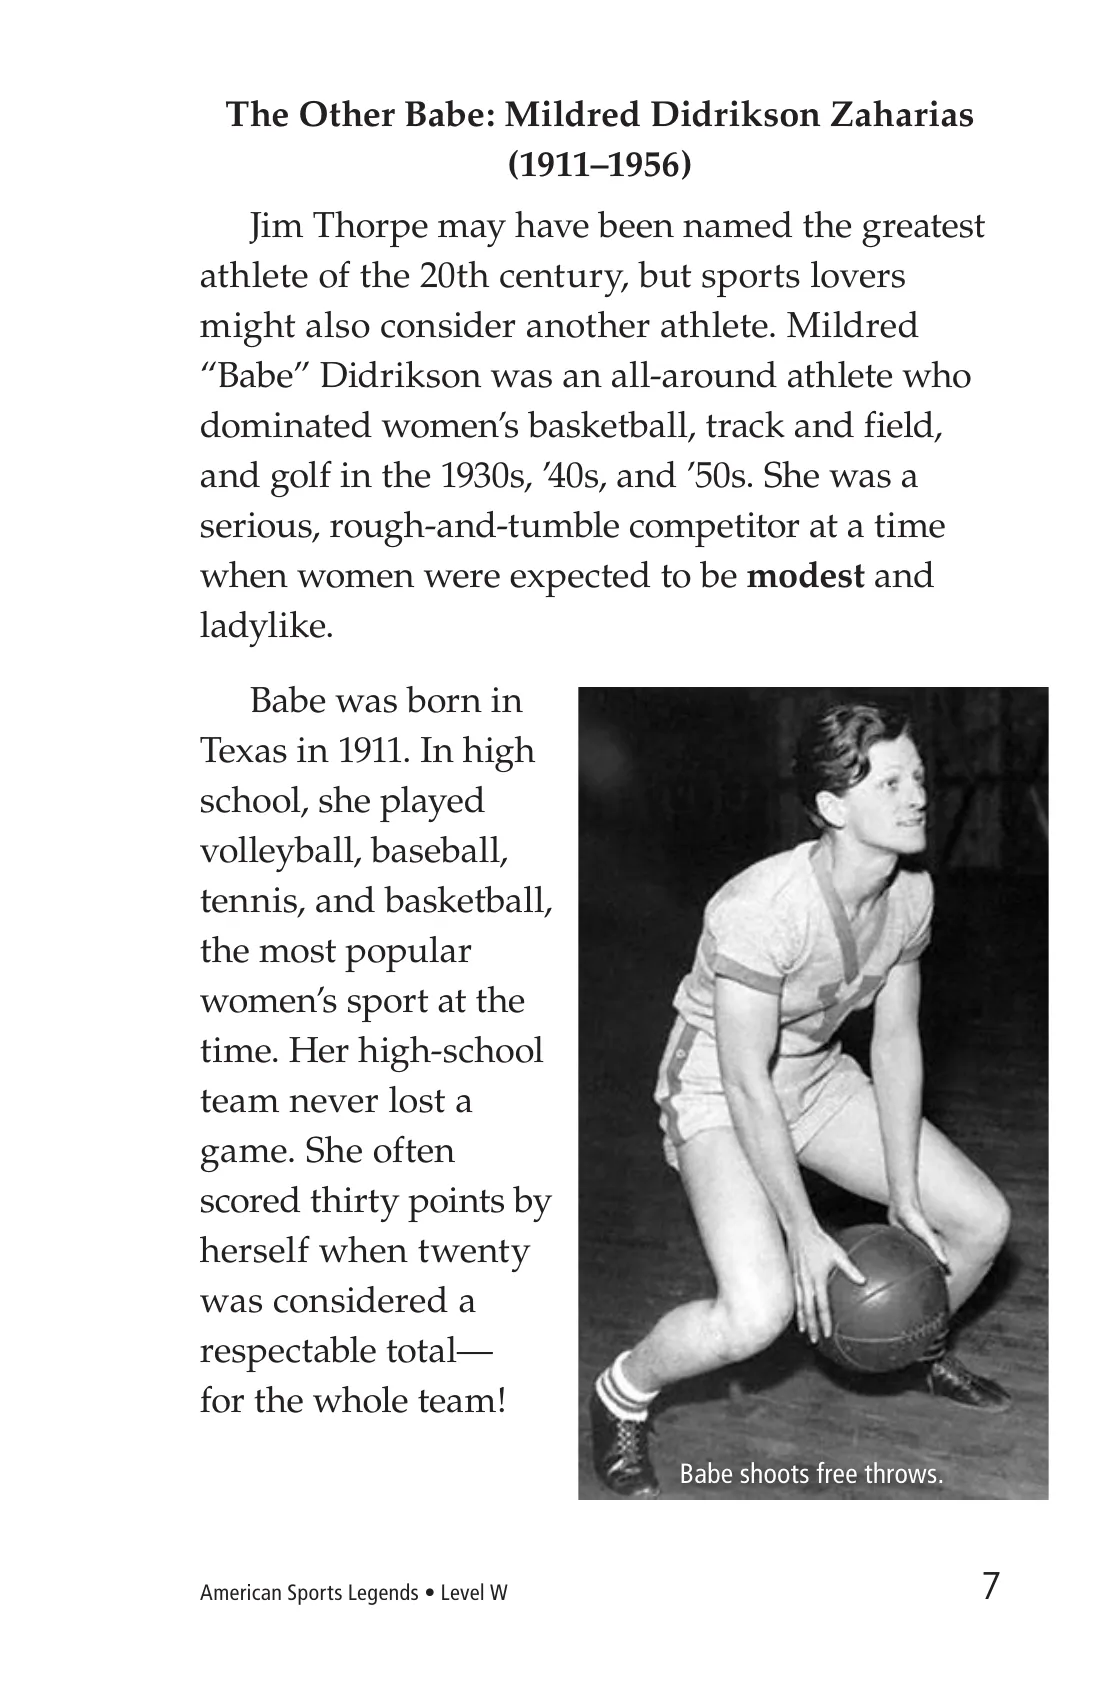 The Other Babe: Mildred Didrikson Zaharias
(1911–1956)
Jim Thorpe may have been named the greatest
athlete of the 20th century, but sports lovers
might also consider another athlete. Mildred
“Babe” Didrikson was an all-around athlete who
dominated women’s basketball, track and field,
and golf in the 1930s, ’40s, and ’50s. She was a
serious, rough-and-tumble competitor at a time
when women were expected to be modest and
ladylike.
Babe was born in
Texas in 1911. In high
school, she played
volleyball, baseball,
tennis, and basketball,
the most popular
women’s sport at the
time. Her high-school
team never lost a
game. She often
scored thirty points by
herself when twenty
was considered a
respectable total—
for the whole team!
Babe shoots free throws.
American Sports Legends • Level W
7